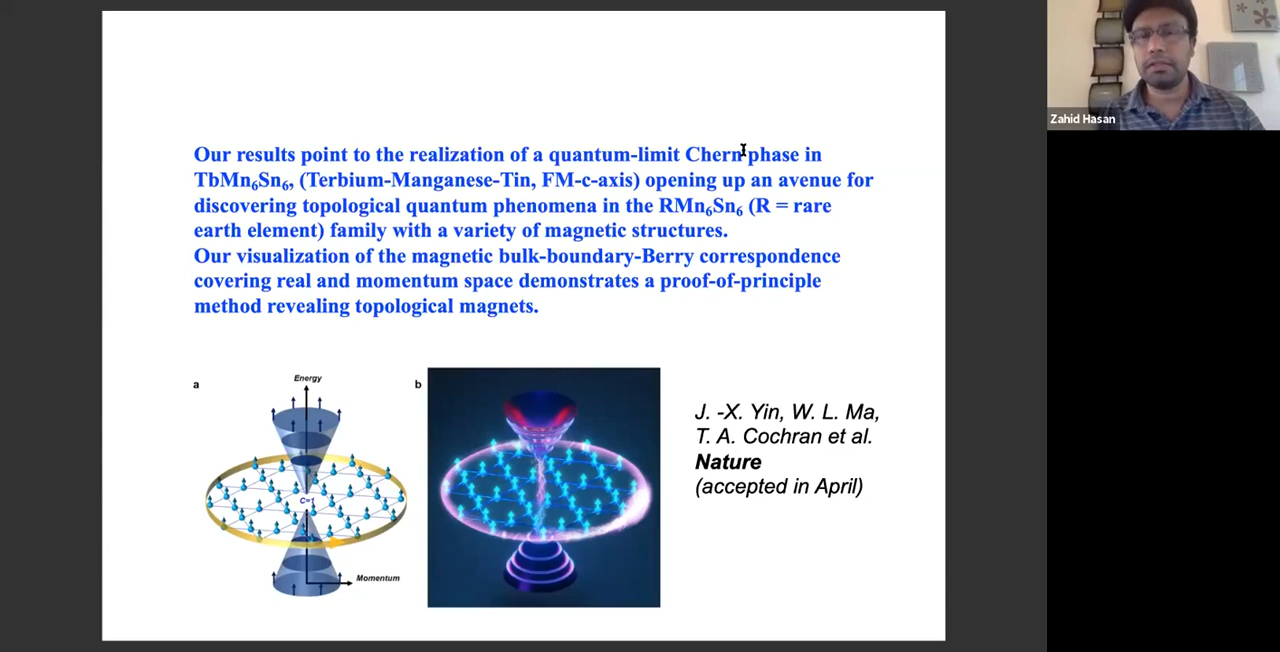 Our results point to the realization of a quantum-limit Chern phase in
TbMn₆Sn₆, (Terbium-Manganese-Tin, FM-c-axis) opening up an avenue for
discovering topological quantum phenomena in the RMn₆Sn₆ (R = rare
earth element) family with a variety of magnetic structures.
Our visualization of the magnetic bulk-boundary-Berry correspondence
covering real and momentum space demonstrates a proof-of-principle
method revealing topological magnets.
a
Energy
C=1
Momentum
b
J. -X. Yin, W. L. Ma,
T. A. Cochran et al.
Nature
(accepted in April)
Zahid Hasan